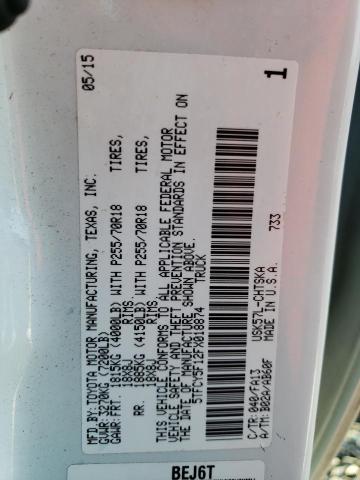 05/15
1
MFD.BY:TOYOTA MOTOR MANUFACTURING, TEXAS, INC.
GVWR:3270KG (7200LB)
GAWR:FRT. 1815KG (4000LB) WITH P255/70R18 TIRES,
18X8J RIMS,
RR. 1885KG (4150LB) WITH P255/70R18 TIRES,
18X8J RIMS.
THIS VEHICLE CONFORMS TO ALL APPLICABLE FEDERAL MOTOR
VEHICLE SAFETY AND THEFT PREVENTION STANDARDS IN EFFECT ON
THE DATE OF MANUFACTURE SHOWN ABOVE.
5TFCY5F12FX018874 TRUCK
USK57L-CHTSKA 733
C/TR:040/FA13 MADE IN U.S.A.
A/TM:B02A/AB60F
BEJ6T